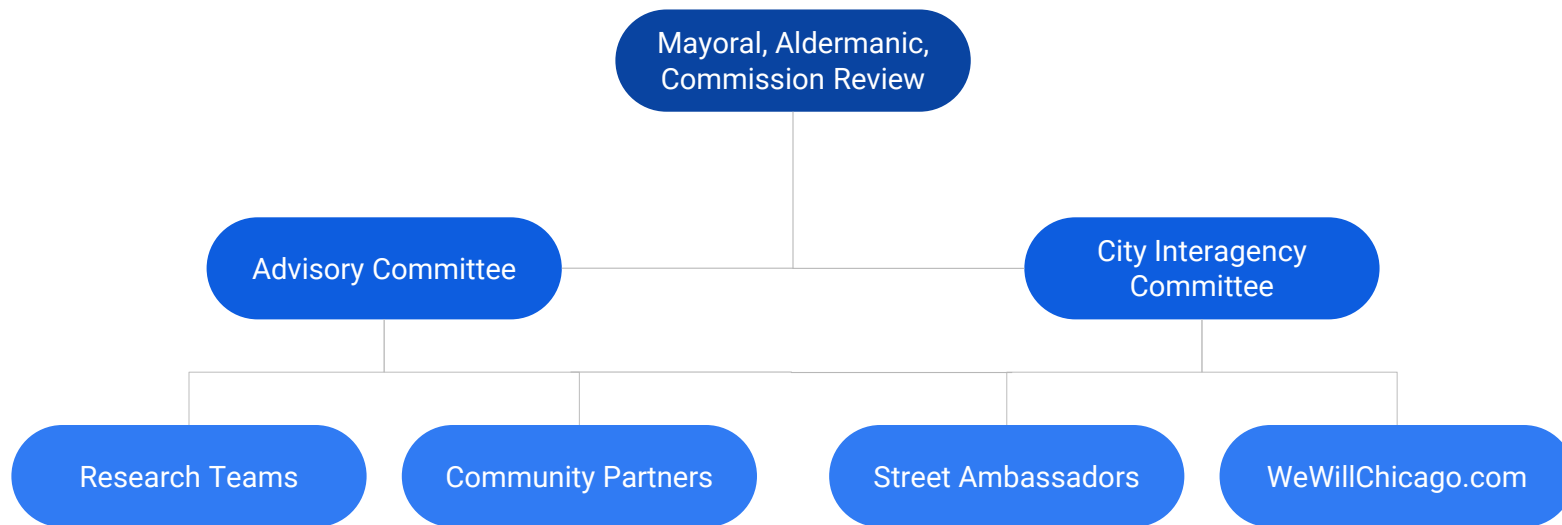 Mayoral, Aldermanic,
Commission Review
Advisory Committee
City Interagency
Committee
Research Teams
Community Partners
Street Ambassadors
WeWillChicago.com